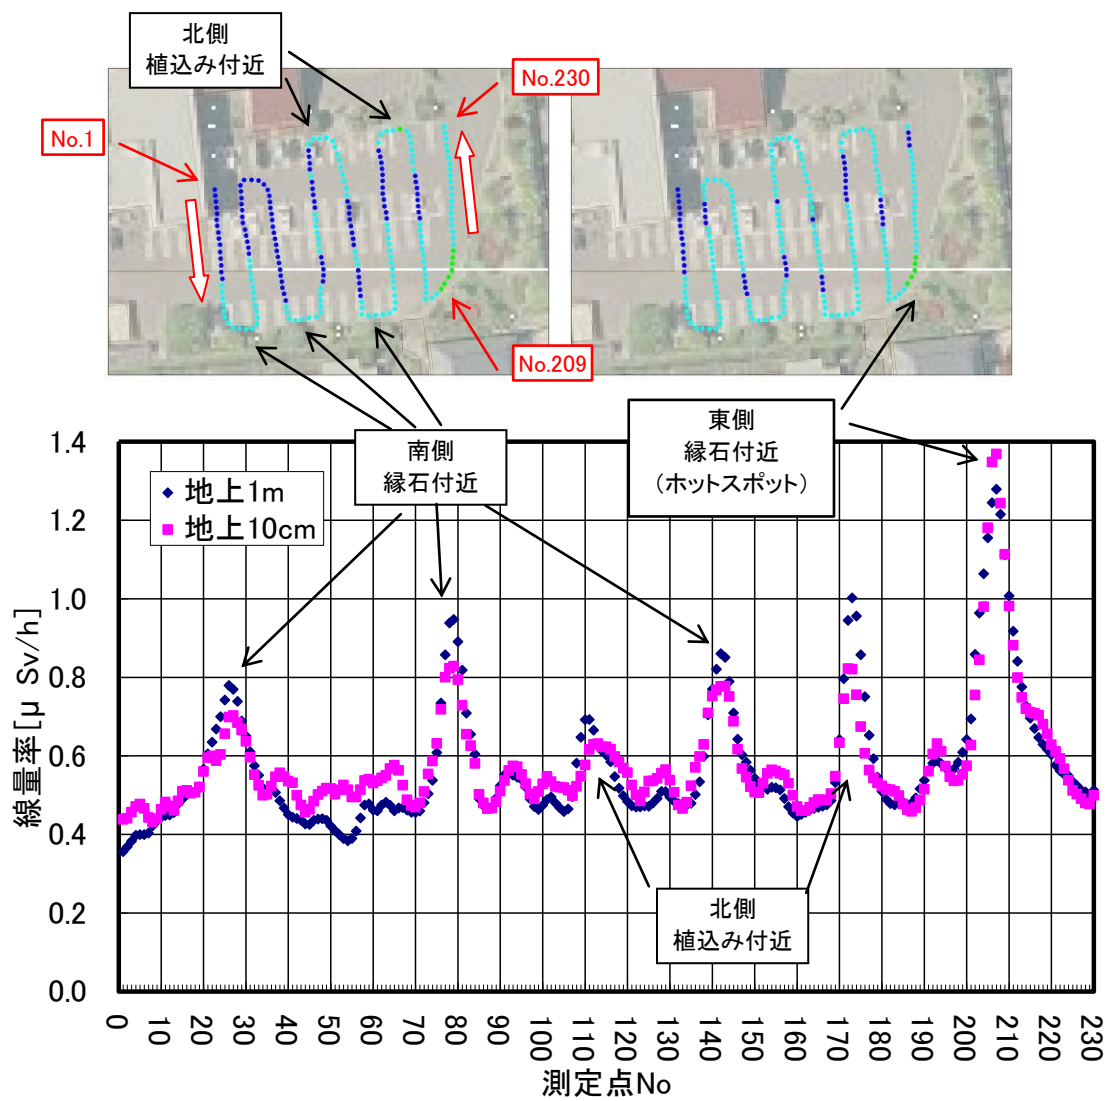 北側
植込み付近
No.230
No.1
No.209
南側
縁石付近
東側
縁石付近
(ホットスポット)
地上1m
地上10cm
北側
植込み付近
線量率[μ Sv/h]
1.4
1.2
1.0
0.8
0.6
0.4
0.2
0.0
0 10 20 30 40 50 60 70 80 90 100 110 120 130 140 150 160 170 180 190 200 210 220 230
測定点No